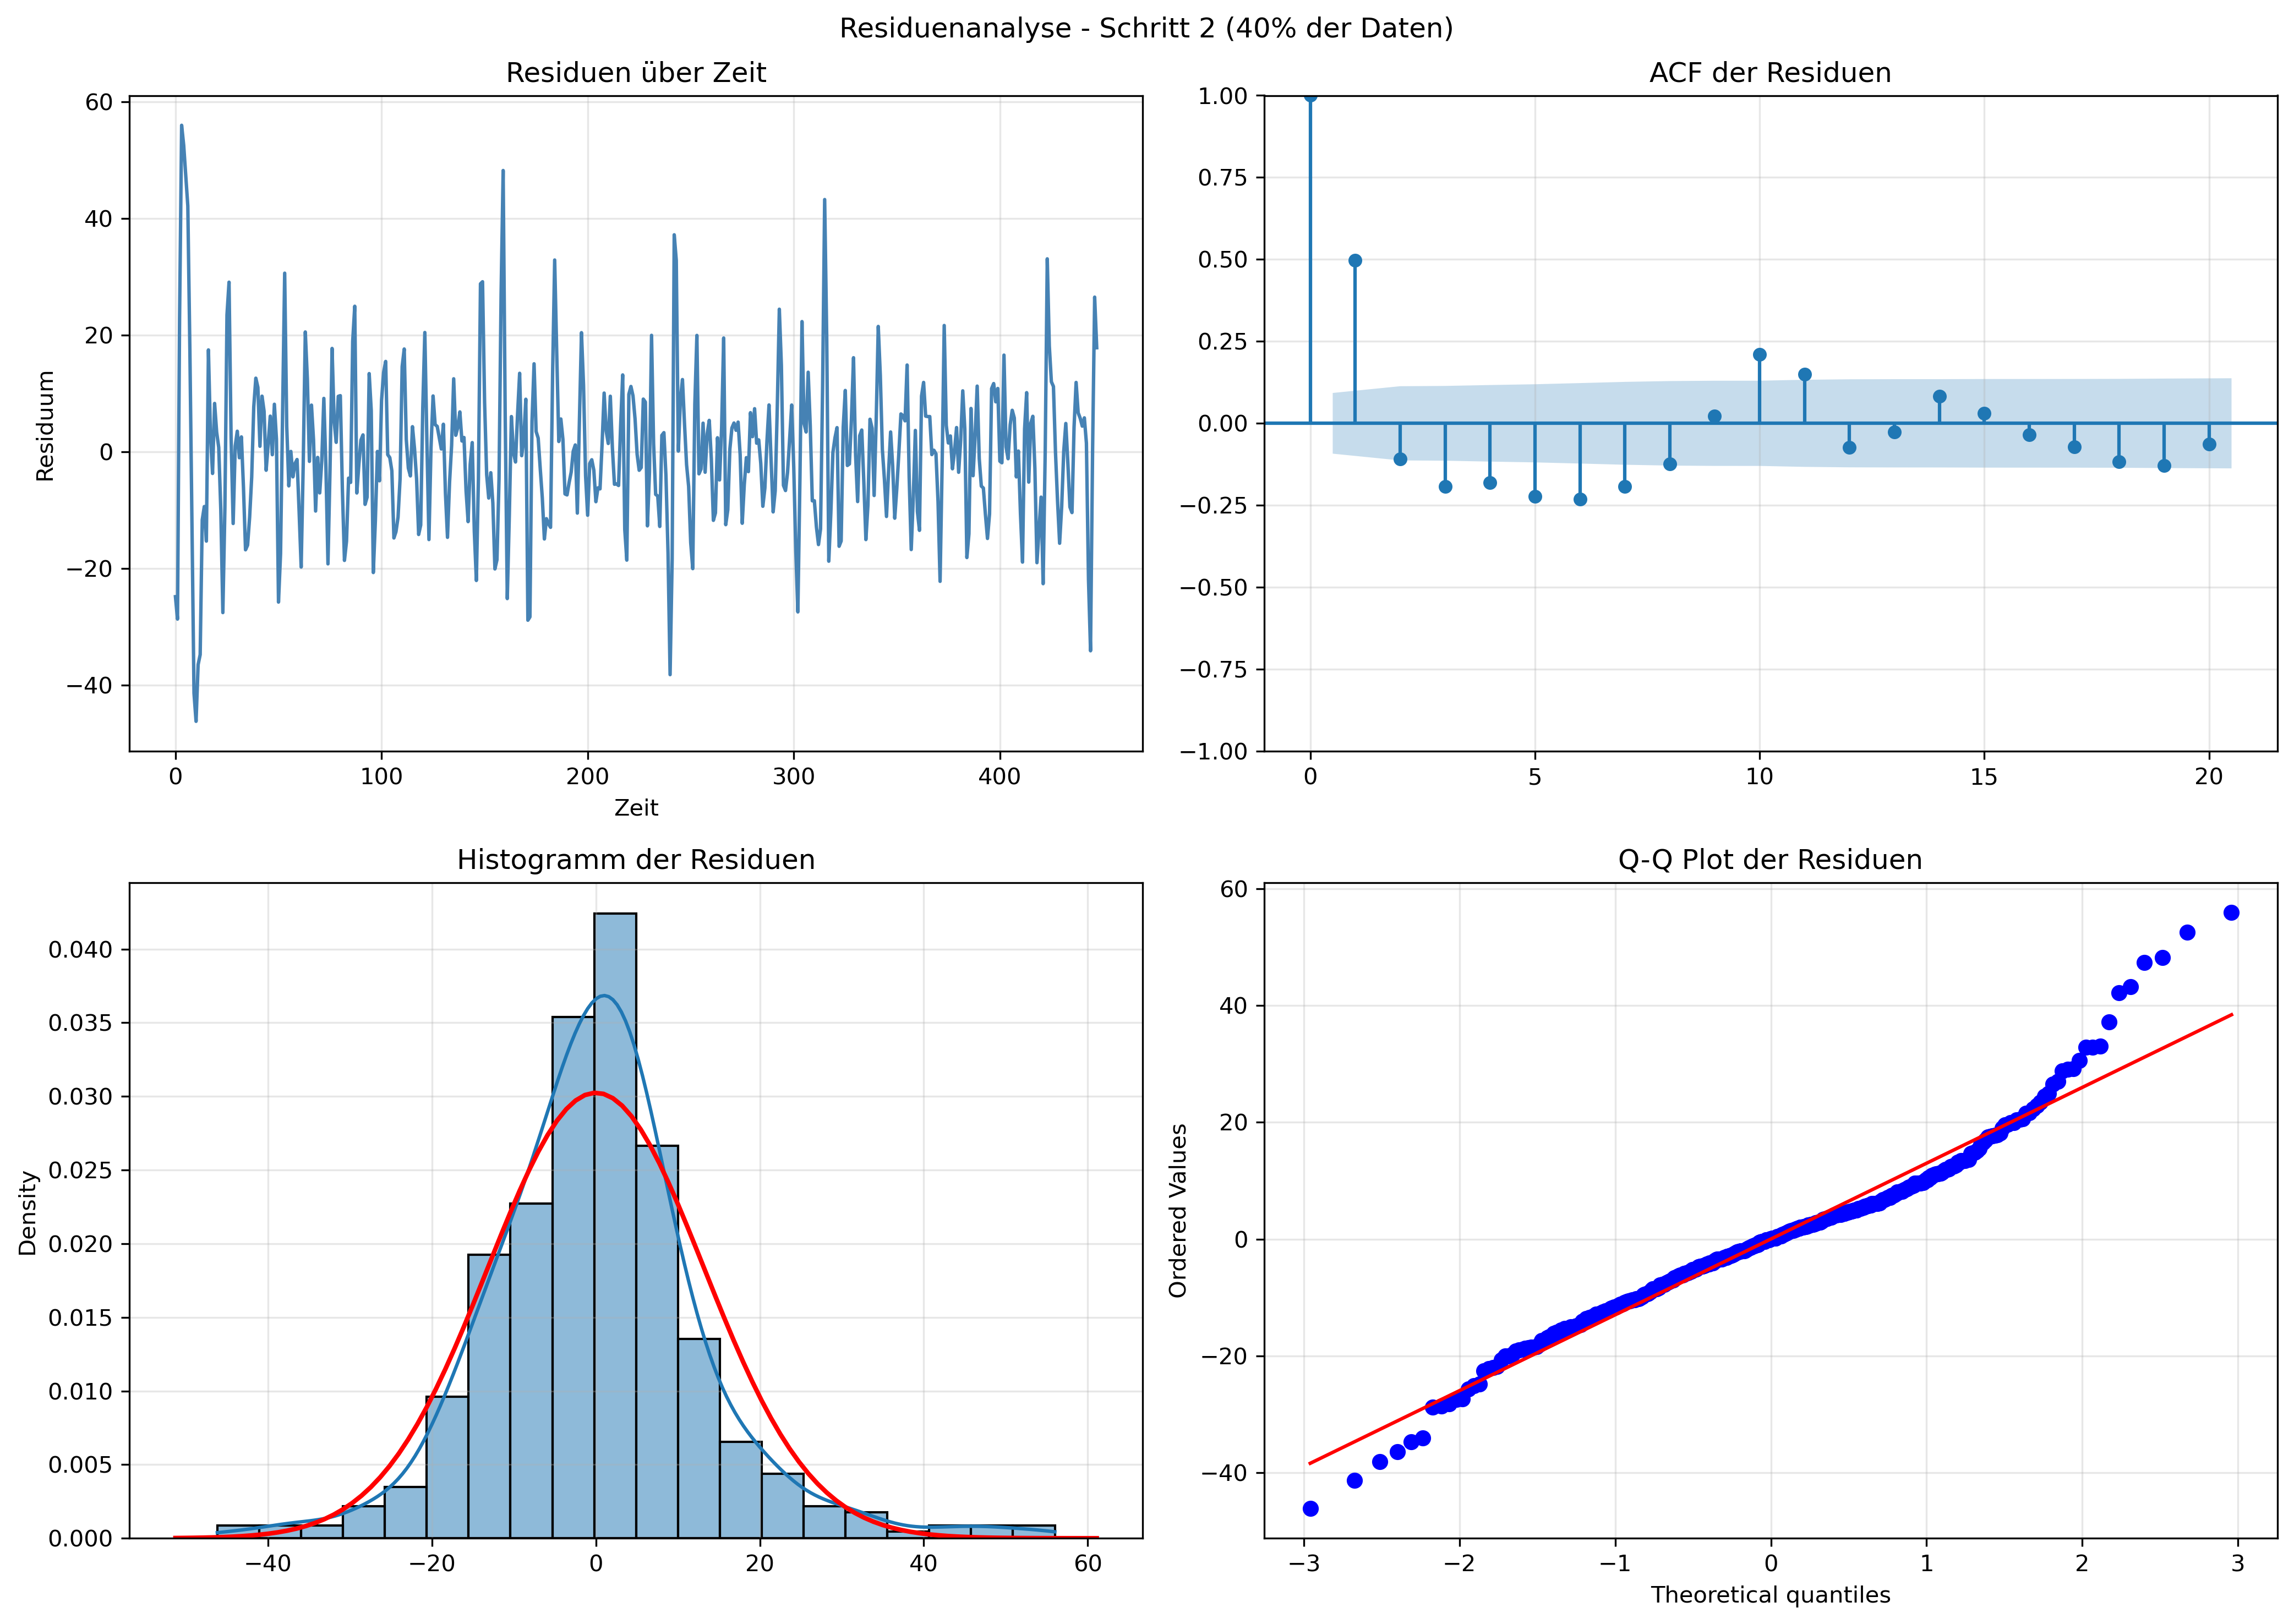 Residuenanalyse - Schritt 2 (40% der Daten)
Residuen über Zeit
60
40
20
0
−20
−40
Residuum
0 100 200 300 400
Zeit
ACF der Residuen
1.00
0.75
0.50
0.25
0.00
−0.25
−0.50
−0.75
−1.00
0 5 10 15 20
Histogramm der Residuen
0.040
0.035
0.030
0.025
0.020
0.015
0.010
0.005
0.000
Density
−40 −20 0 20 40 60
Q-Q Plot der Residuen
60
40
20
0
−20
−40
Ordered Values
−3 −2 −1 0 1 2 3
Theoretical quantiles